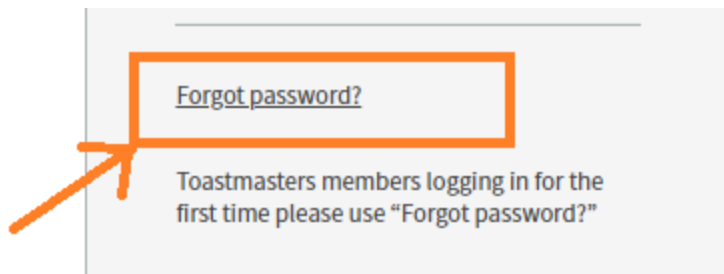 Forgot password?
Toastmasters members logging in for the
first time please use “Forgot password?”